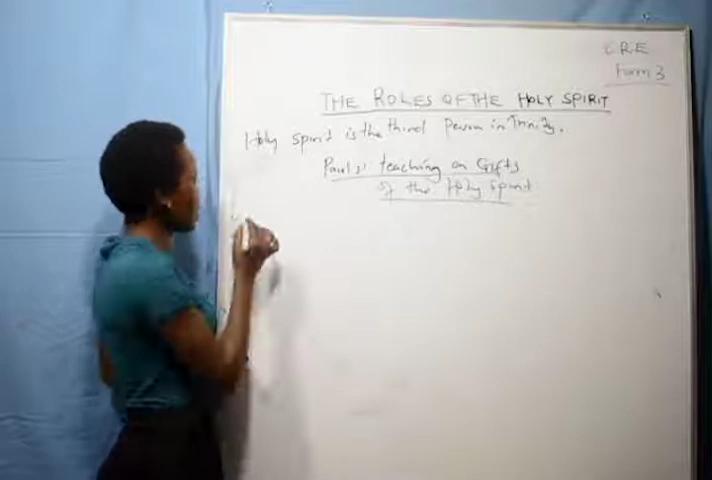 C.R.E
Form 3
THE ROLES OF THE HOLY SPIRIT
Holy spirit is the third Person in Trinity.
Pauls' teaching on Gifts
of the Holy Spirit